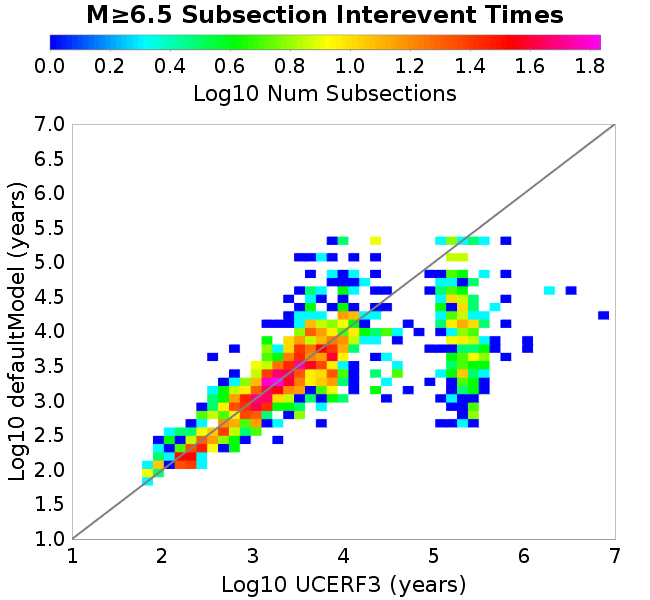 M≥6.5 Subsection Interevent Times
0.0 0.2 0.4 0.6 0.8 1.0 1.2 1.4 1.6 1.8
Log10 Num Subsections
Log10 defaultModel (years)
7.0
6.5
6.0
5.5
5.0
4.5
4.0
3.5
3.0
2.5
2.0
1.5
1.0
1 2 3 4 5 6 7
Log10 UCERF3 (years)